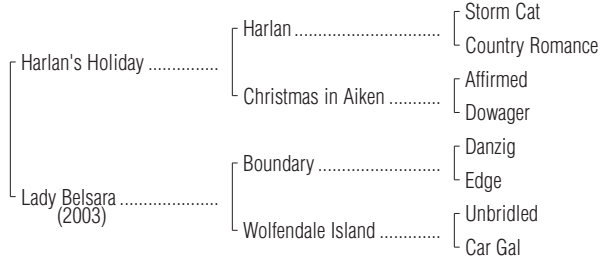 Storm Cat
Harlan
Country Romance
Harlan's Holiday
Affirmed
Christmas in Aiken
Dowager
Danzig
Boundary
Edge
Lady Belsara
(2003)
Unbridled
Wolfendale Island
Car Gal